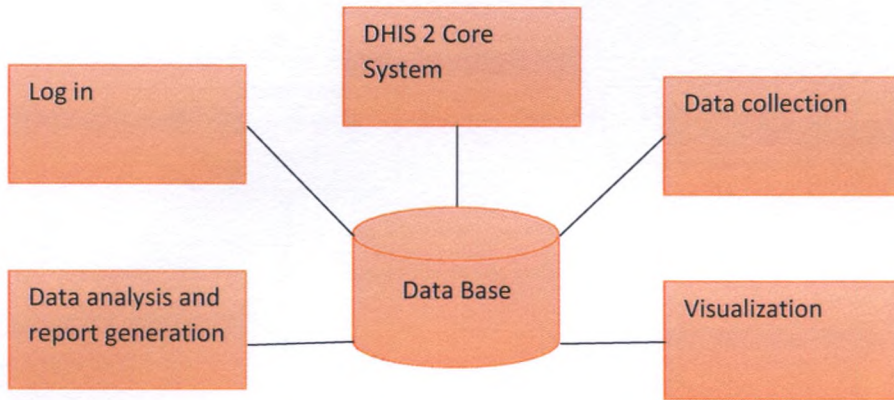 DHIS 2 Core
System
Log in
Data collection
Data Base
Data analysis and
report generation
Visualization